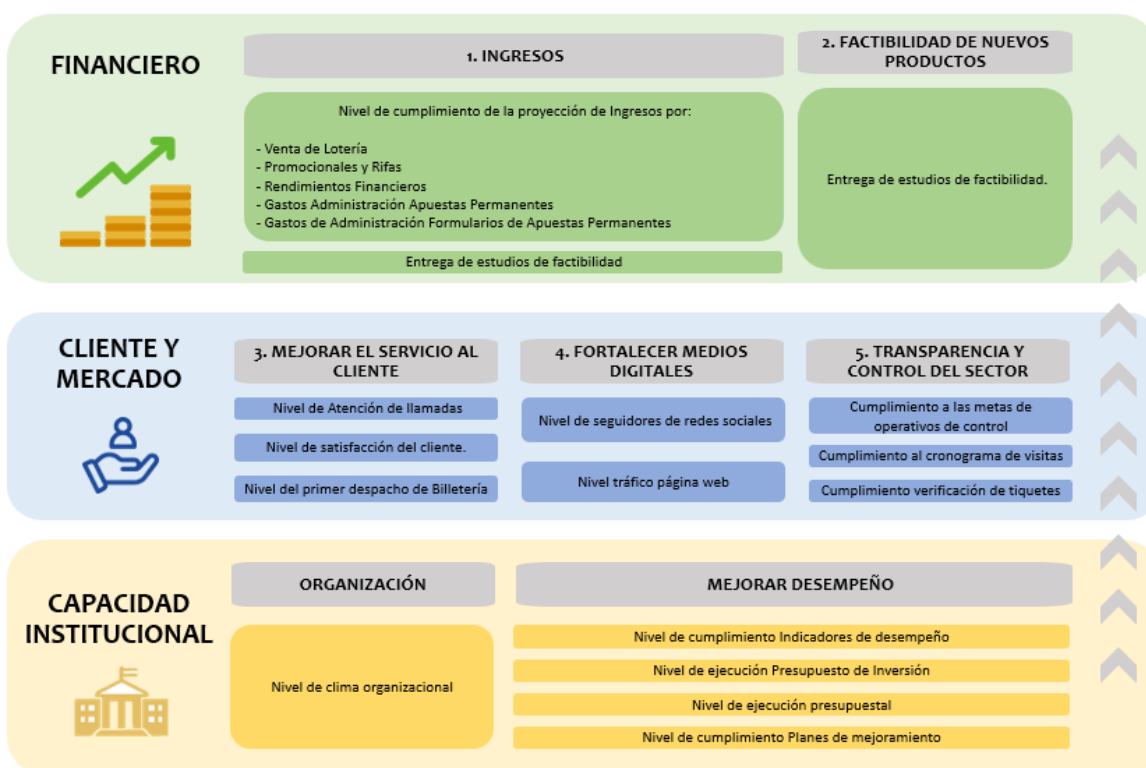 FINANCIERO
1. INGRESOS
2. FACTIBILIDAD DE NUEVOS
PRODUCTOS
Nivel de cumplimiento de la proyección de Ingresos por:
- Venta de Lotería
- Promocionales y Rifas
- Rendimientos Financieros
- Gastos Administración Apuestas Permanentes
- Gastos de Administración Formularios de Apuestas Permanentes
Entrega de estudios de factibilidad
Entrega de estudios de factibilidad.
CLIENTE Y
MERCADO
3. MEJORAR EL SERVICIO AL
CLIENTE
Nivel de Atención de llamadas
Nivel de satisfacción del cliente.
Nivel del primer despacho de Billetería
4. FORTALECER MEDIOS
DIGITALES
Nivel de seguidores de redes sociales
Nivel tráfico página web
5. TRANSPARENCIA Y
CONTROL DEL SECTOR
Cumplimiento a las metas de
operativos de control
Cumplimiento al cronograma de visitas
Cumplimiento verificación de tiquetes
CAPACIDAD
INSTITUCIONAL
ORGANIZACIÓN
Nivel de clima organizacional
MEJORAR DESEMPEÑO
Nivel de cumplimiento Indicadores de desempeño
Nivel de ejecución Presupuesto de Inversión
Nivel de ejecución presupuestal
Nivel de cumplimiento Planes de mejoramiento